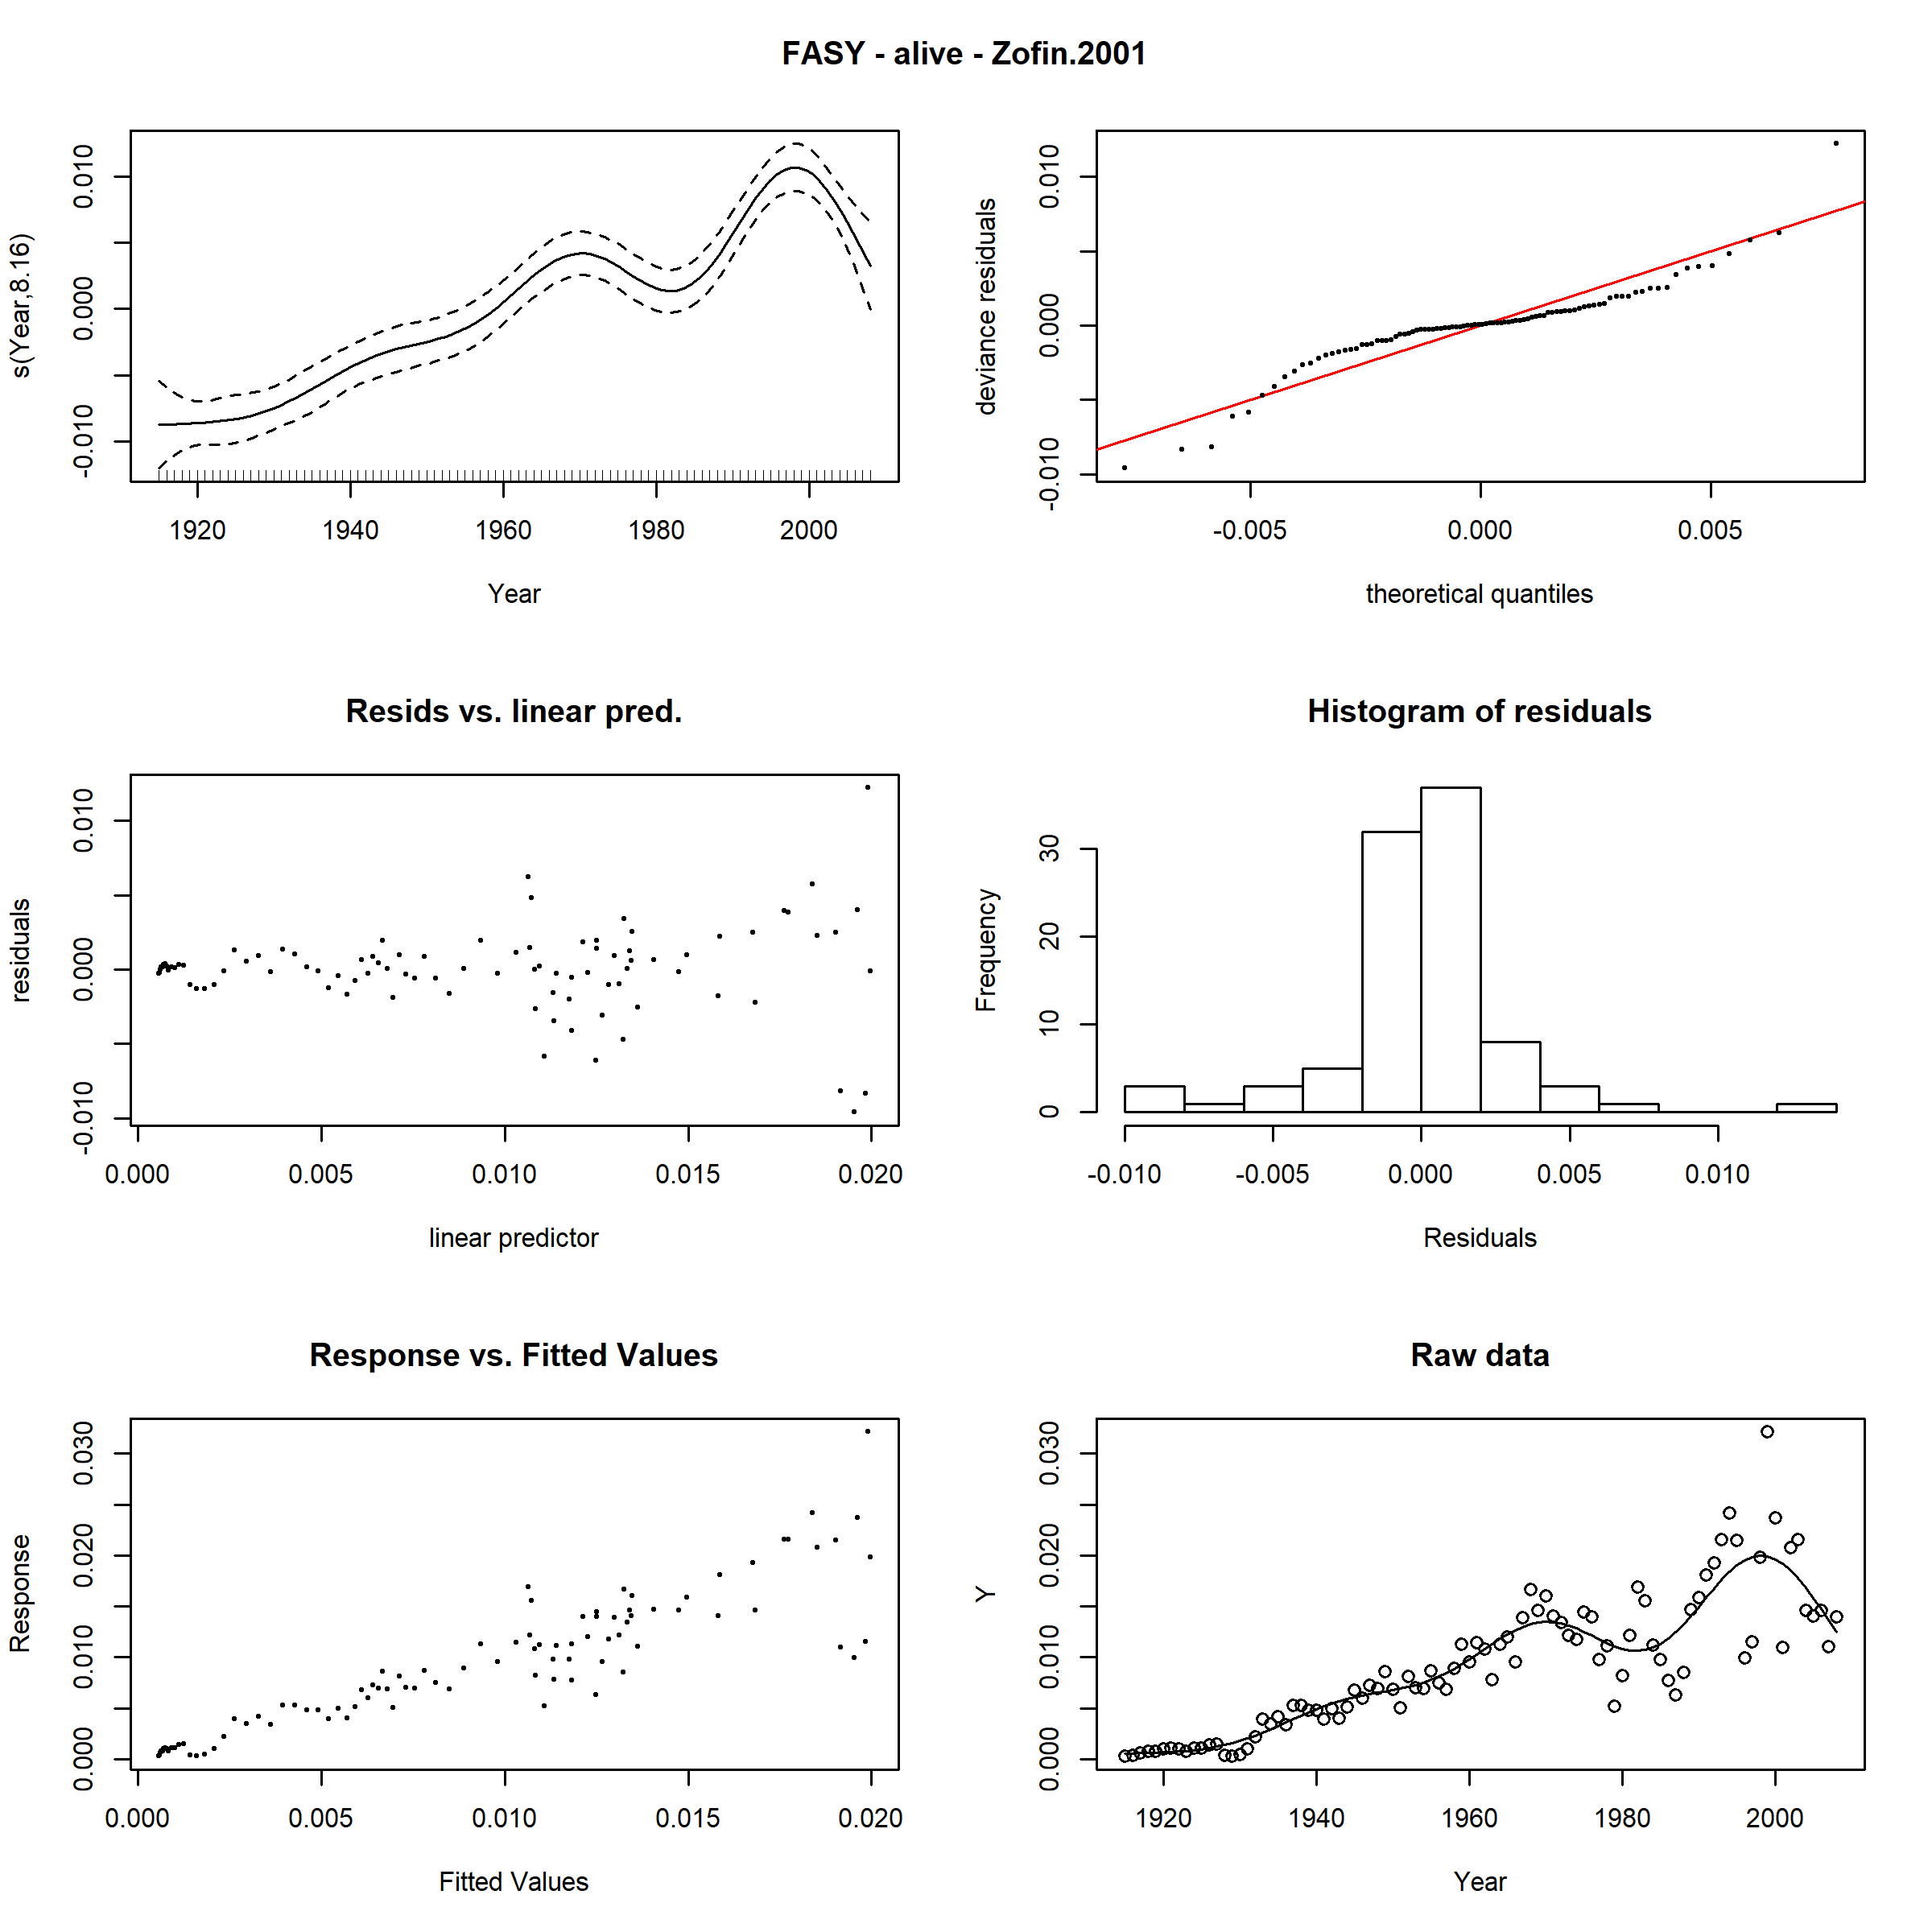 FASY - alive - Zofin.2001
s(Year,8.16)
0.010
0.000
-0.010
1920 1940 1960 1980 2000
Year
deviance residuals
0.010
0.000
-0.010
-0.005 0.000 0.005
theoretical quantiles
Resids vs. linear pred.
residuals
0.010
0.000
-0.010
0.000 0.005 0.010 0.015 0.020
linear predictor
Histogram of residuals
Frequency
30
20
10
0
-0.010 -0.005 0.000 0.005 0.010
Residuals
Response vs. Fitted Values
Response
0.030
0.020
0.010
0.000
0.000 0.005 0.010 0.015 0.020
Fitted Values
Raw data
Y
0.030
0.020
0.010
0.000
1920 1940 1960 1980 2000
Year